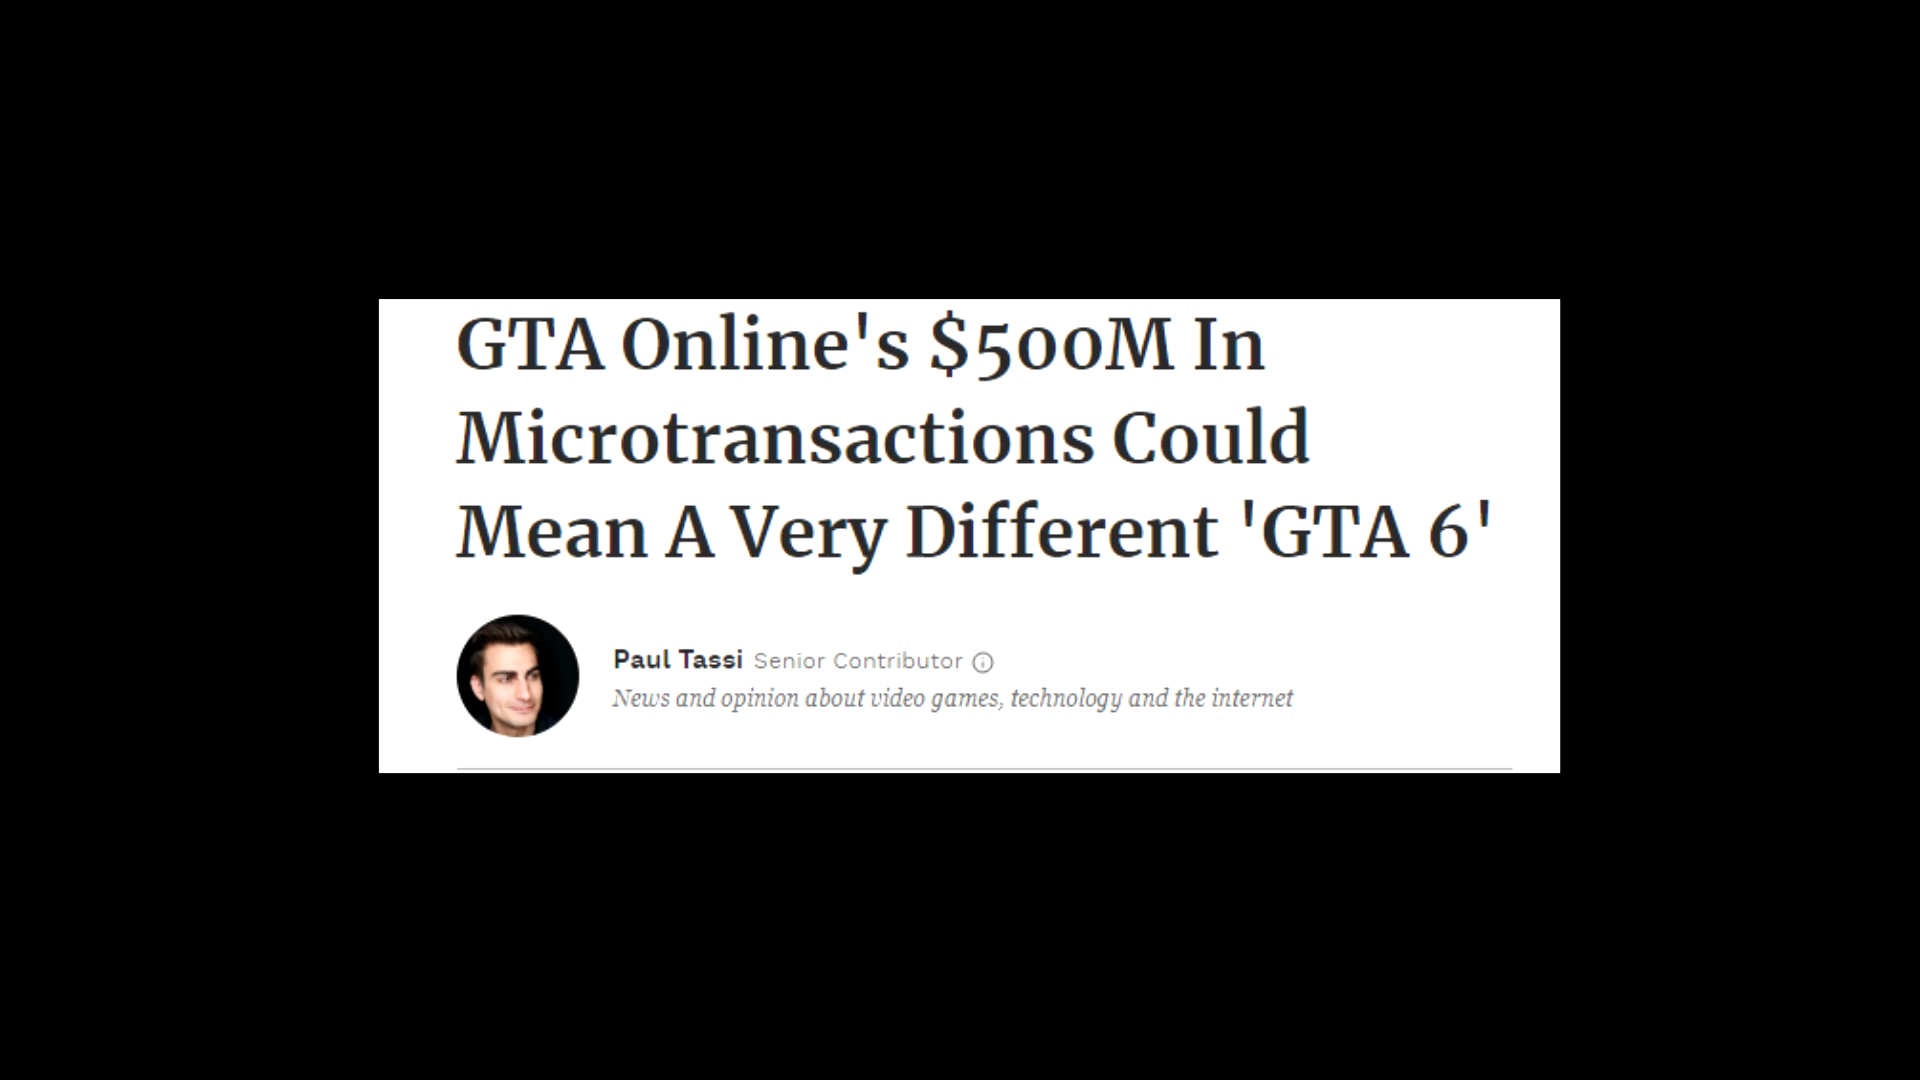 GTA Online's $500M In
Microtransactions Could
Mean A Very Different 'GTA 6'
Paul Tassi Senior Contributor
News and opinion about video games, technology and the internet